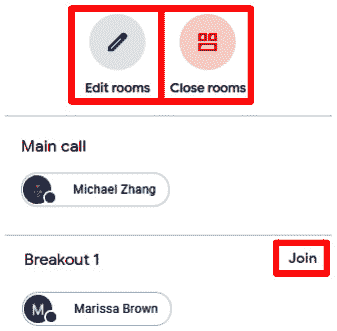 Edit rooms Close rooms
Main call
Michael Zhang
Breakout 1 Join
M Marissa Brown